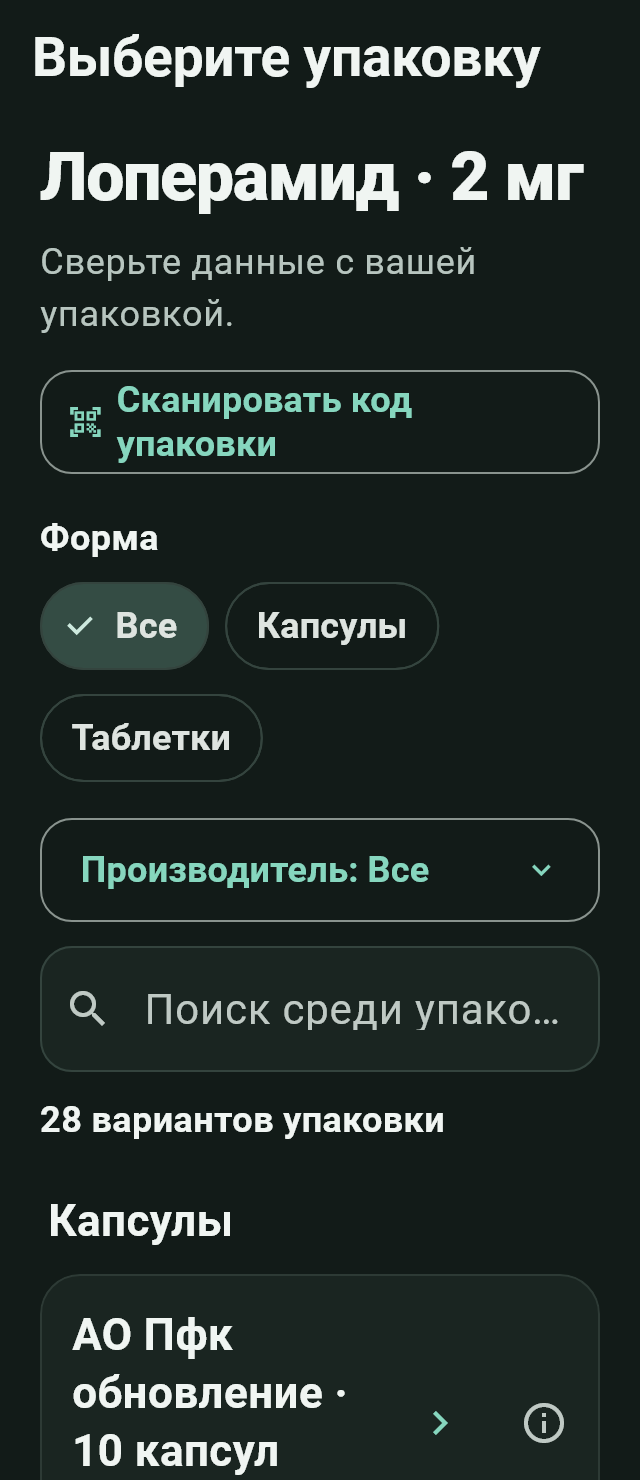 Выберите упаковку
Лоперамид · 2 мг
Сверьте данные с вашей
упаковкой.
Сканировать код
упаковки
Форма
Все
Капсулы
Таблетки
Производитель: Все
Поиск среди упако…
28 вариантов упаковки
Капсулы
АО Пфк
обновление ·
10 капсул